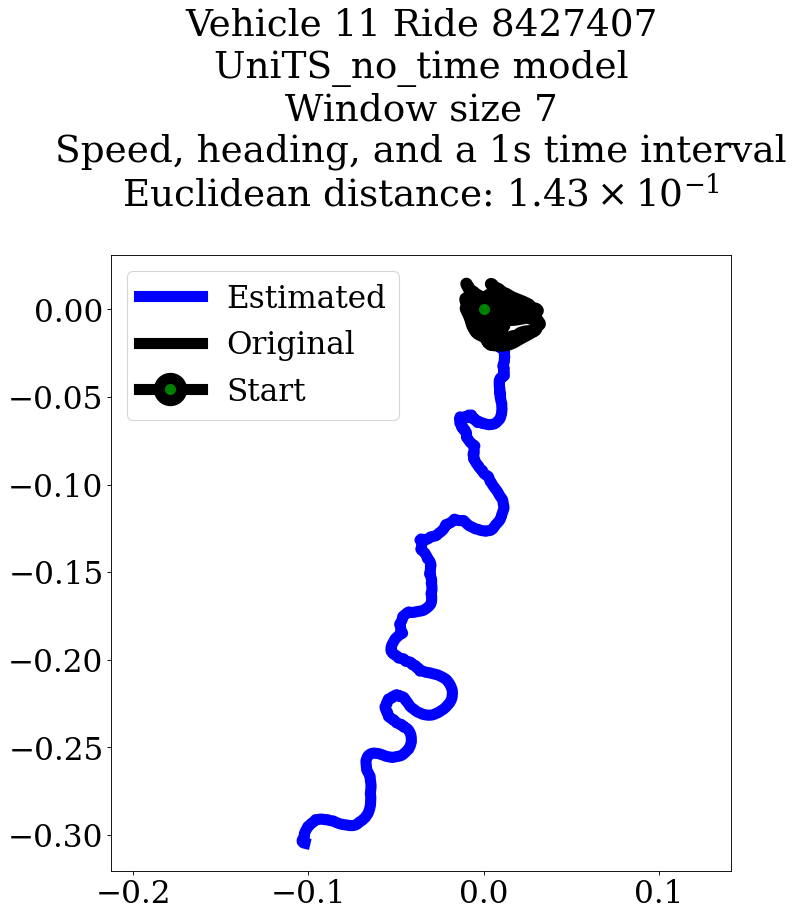 Vehicle 11 Ride 8427407
UniTS_no_time model
Window size 7
Speed, heading, and a 1s time interval
Euclidean distance: 1.43 × 10⁻¹
Estimated
Original
Start
0.00
−0.05
−0.10
−0.15
−0.20
−0.25
−0.30
−0.2 −0.1 0.0 0.1